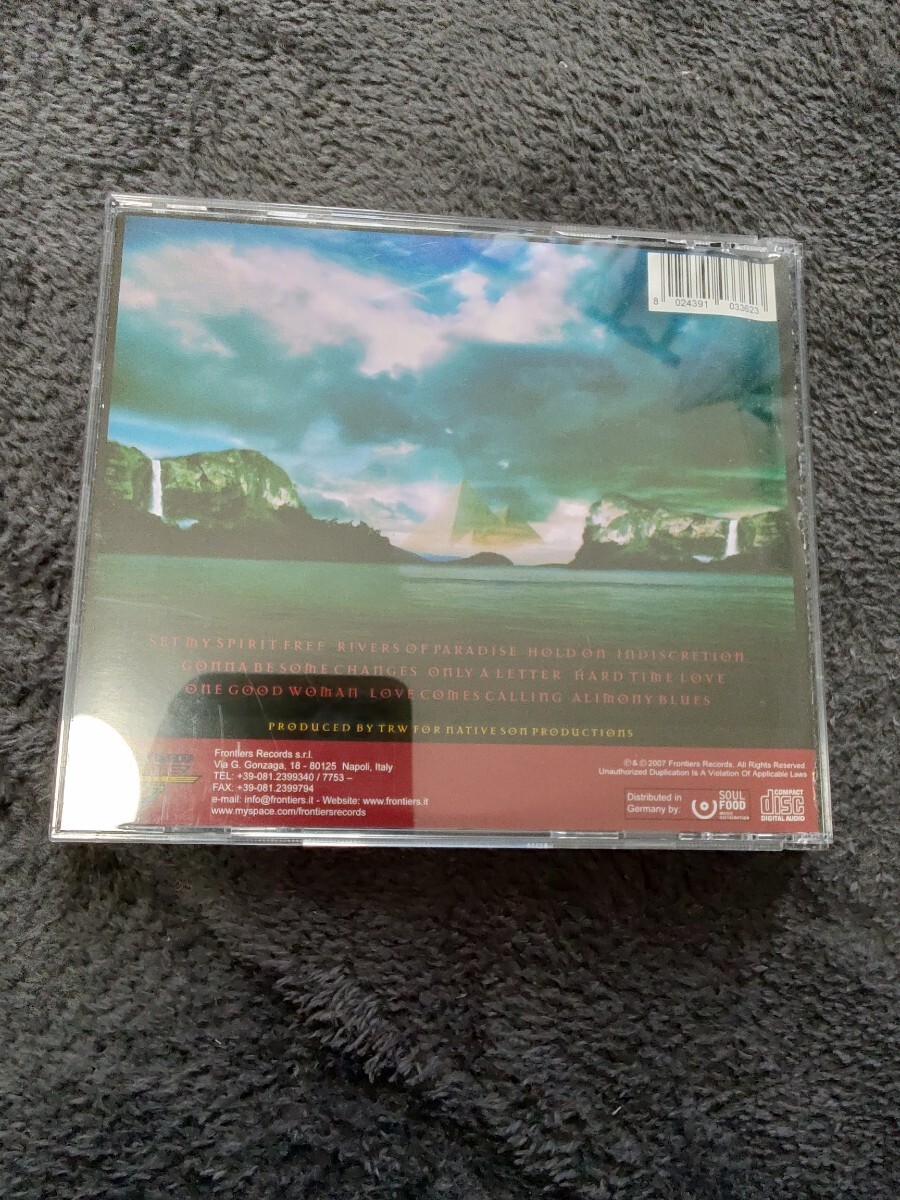 8 024391 033623
SET MY SPIRIT FREE RIVERS OF PARADISE HOLD ON INDISCRETION
GONNA BE SOME CHANGES ONLY A LETTER HARD TIME LOVE
ONE GOOD WOMAN LOVE COMES CALLING ALIMONY BLUES
PRODUCED BY TRW FOR NATIVE SON PRODUCTIONS
Frontiers Records s.r.l.
Via G. Gonzaga, 18 - 80125 Napoli, Italy
TEL: +39-081.2399340 / 7753 –
FAX: +39-081.2399794
e-mail: info@frontiers.it - Website: www.frontiers.it
www.myspace.com/frontiersrecords
℗ & © 2007 Frontiers Records. All Rights Reserved.
Unauthorized Duplication Is A Violation Of Applicable Laws
Distributed in
Germany by:
SOUL
FOOD
MUSIC
DISTRIBUTION
COMPACT
disc
DIGITAL AUDIO